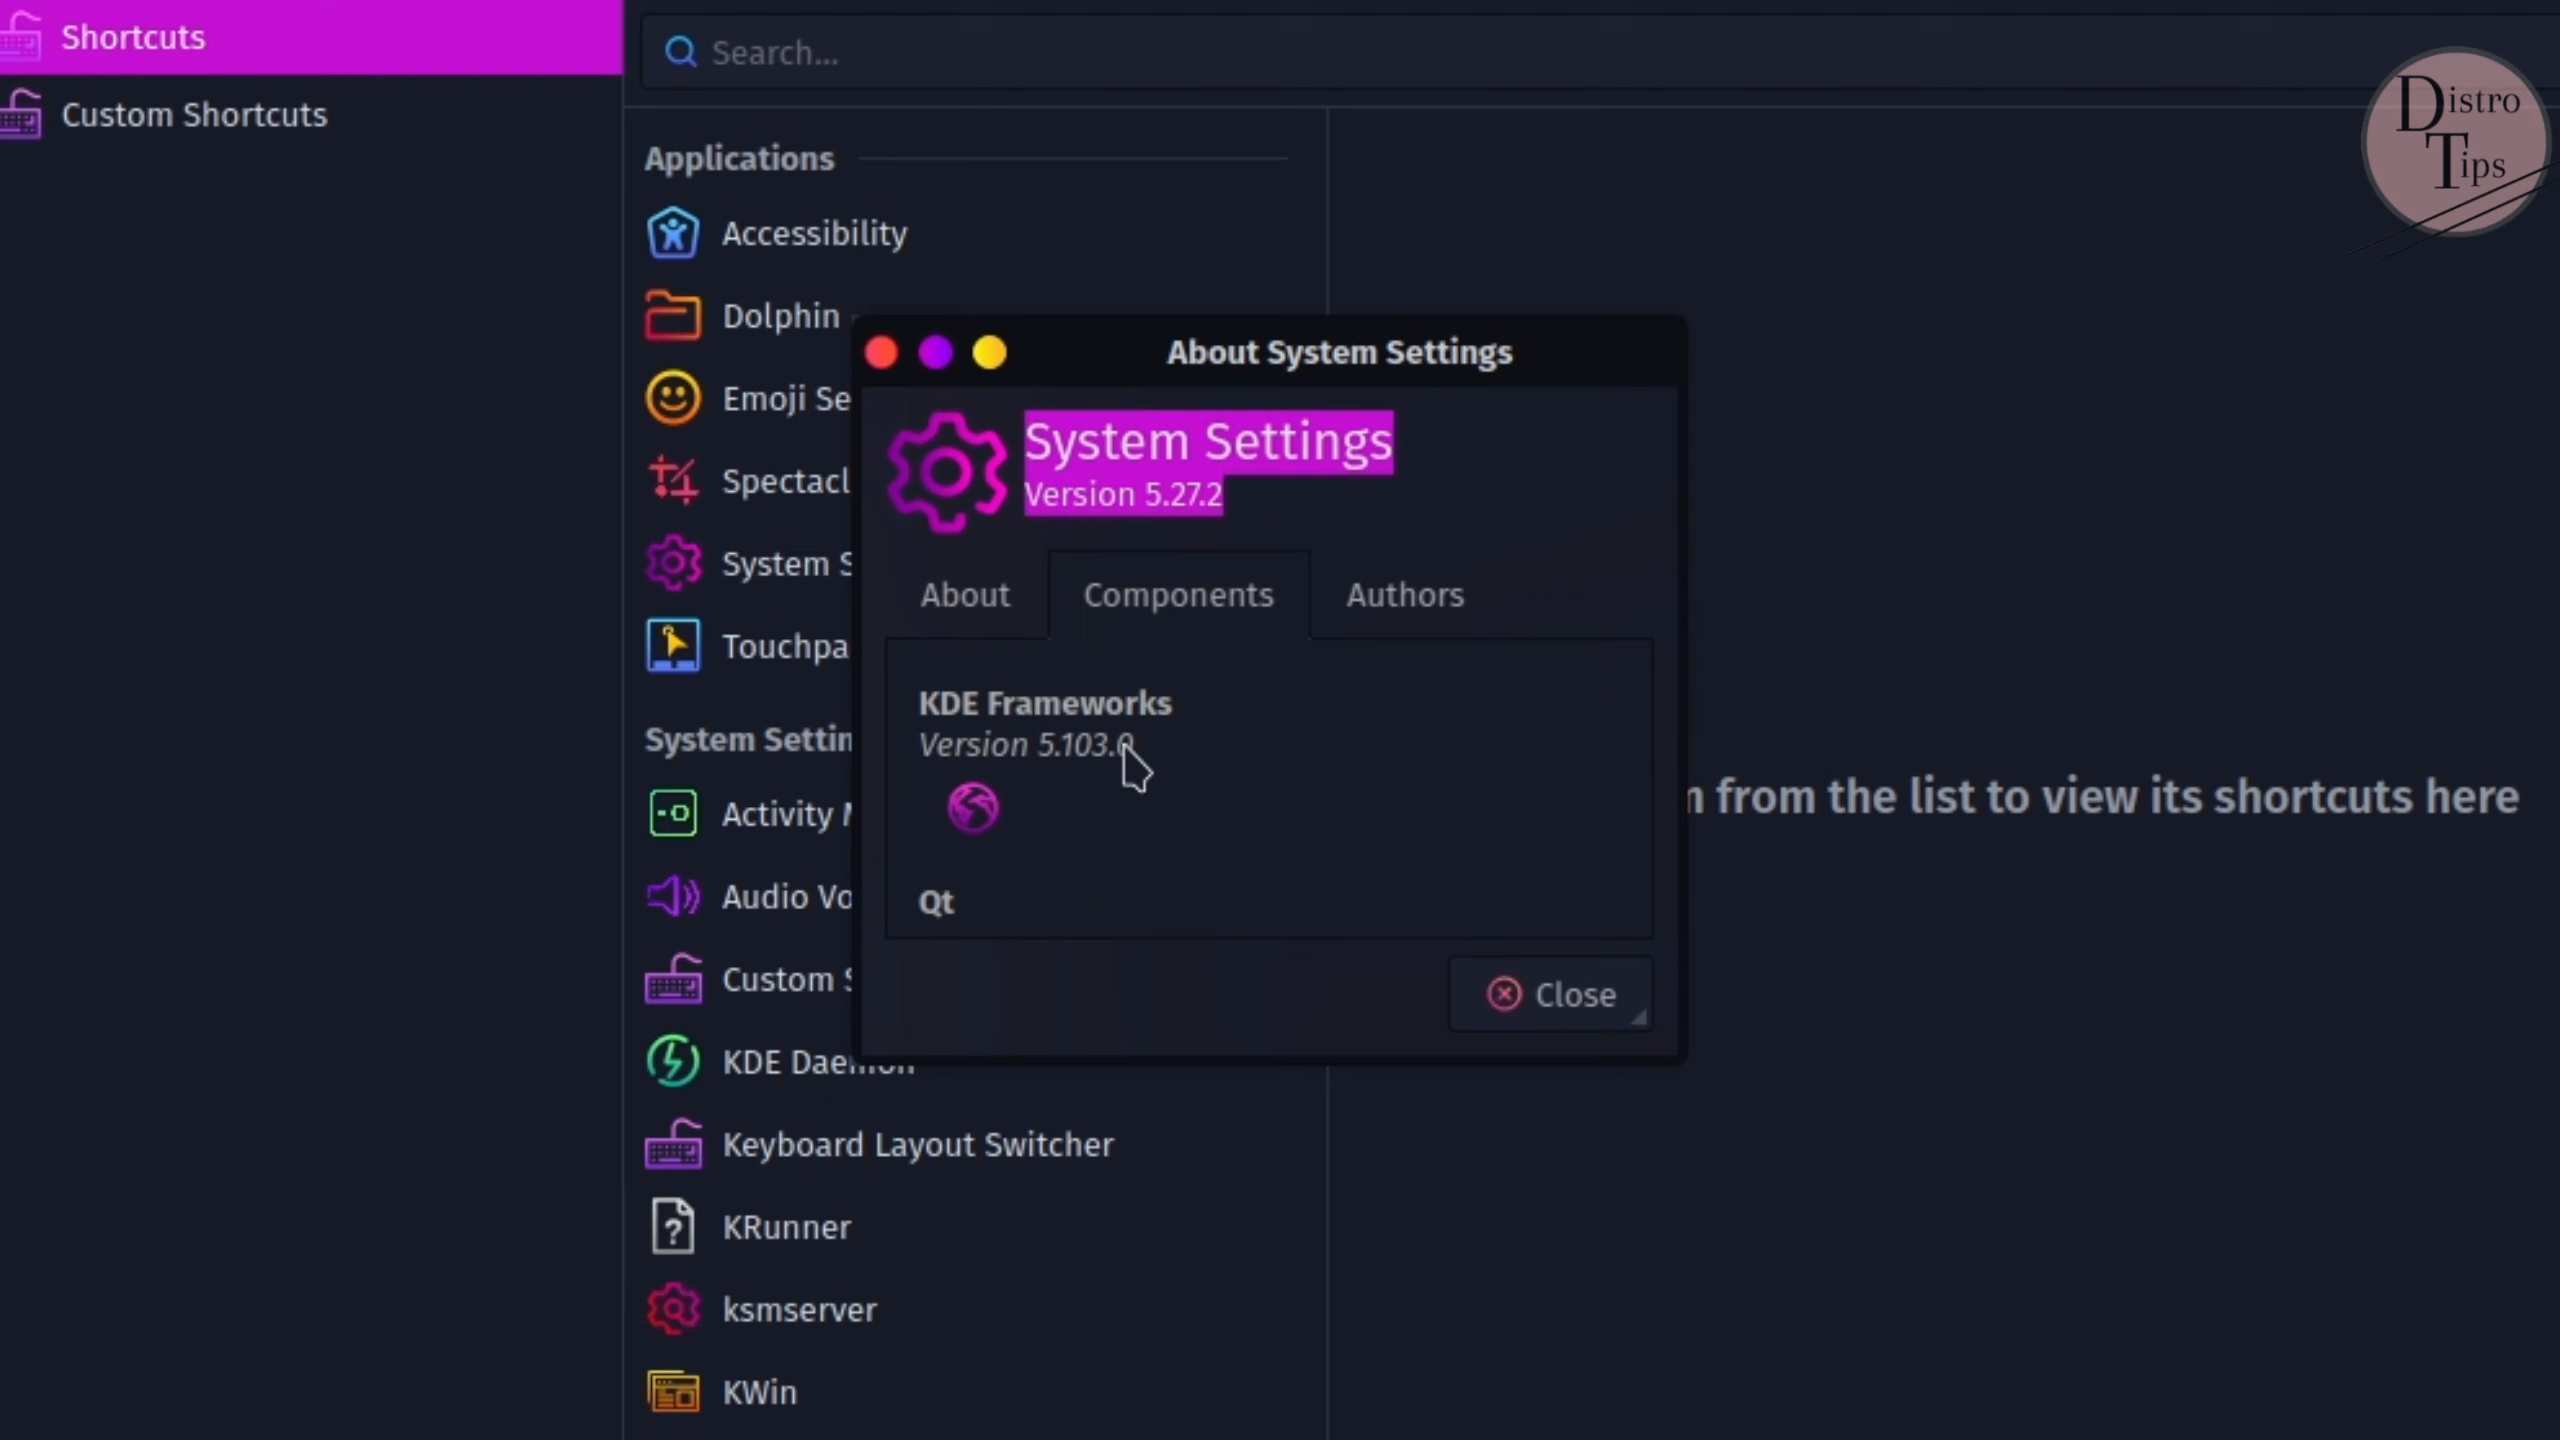 Shortcuts
Custom Shortcuts
Search...
Distro
Tips
Applications
Accessibility
Dolphin
Emoji Se
Spectacl
System S
Touchpa
System Settin
Activity
Audio Vo
Custom S
KDE Daemon
Keyboard Layout Switcher
KRunner
ksmserver
KWin
About System Settings
System Settings
Version 5.27.2
About
Components
Authors
KDE Frameworks
Version 5.103.0
Qt
Close
from the list to view its shortcuts here